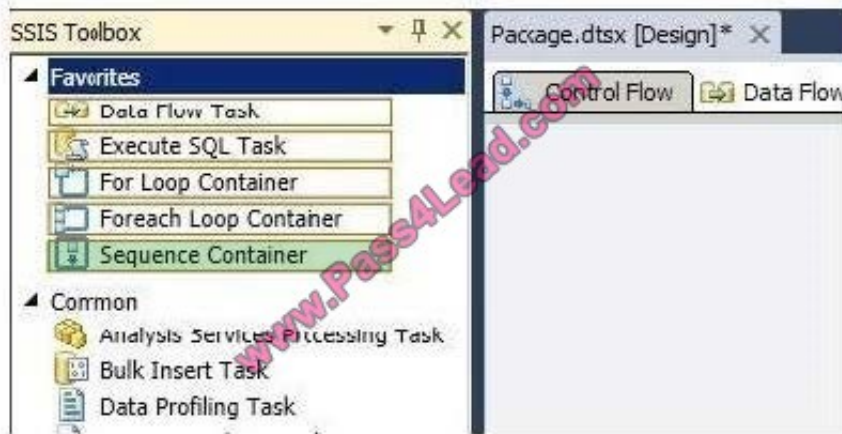 SSIS Toolbox
Package.dtsx [Design]*
Favorites
Control Flow
Data Flow
Data Flow Task
Execute SQL Task
For Loop Container
Foreach Loop Container
Sequence Container
Common
Analysis Services Processing Task
Bulk Insert Task
Data Profiling Task
www.Pass4Lead.com